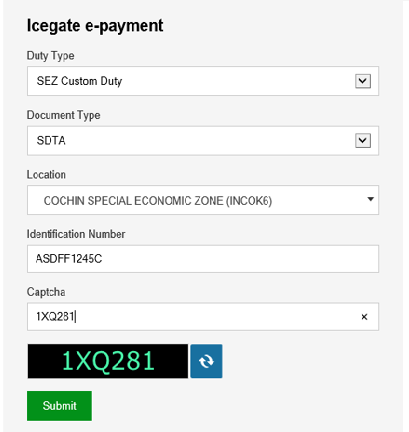 Icegate e-payment
Duty Type
SEZ Custom Duty
Document Type
SDTA
Location
COCHIN SPECIAL ECONOMIC ZONE (INCOK6)
Identification Number
ASDFF1245C
Captcha
1XQ281
1XQ281
Submit